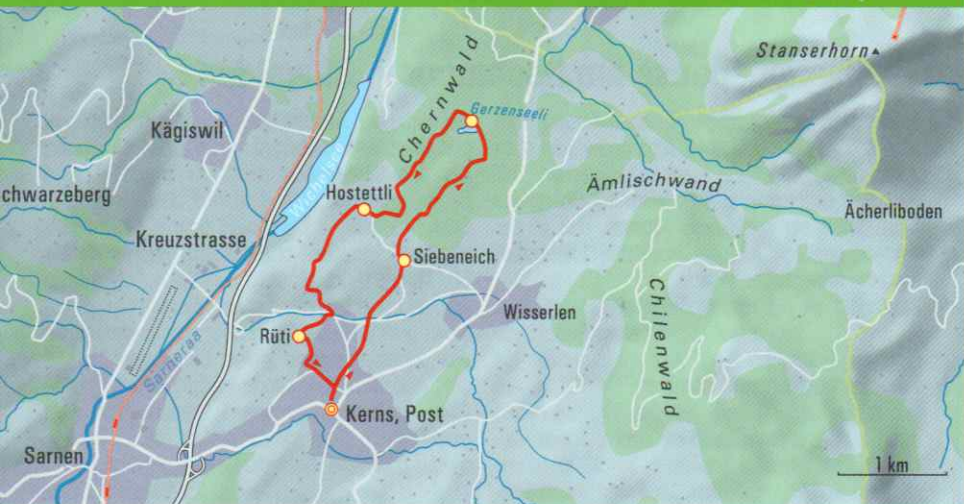 Stanserhorn
Gerzenseeli
Chernwald
Kägiswil
Wichelsee
Ämlischwand
chwarzeberg
Hostettli
Ächerliboden
Kreuzstrasse
Siebeneich
Chilenwald
Wisserlen
Rüti
Sarneraa
Kerns, Post
Sarnen
1 km